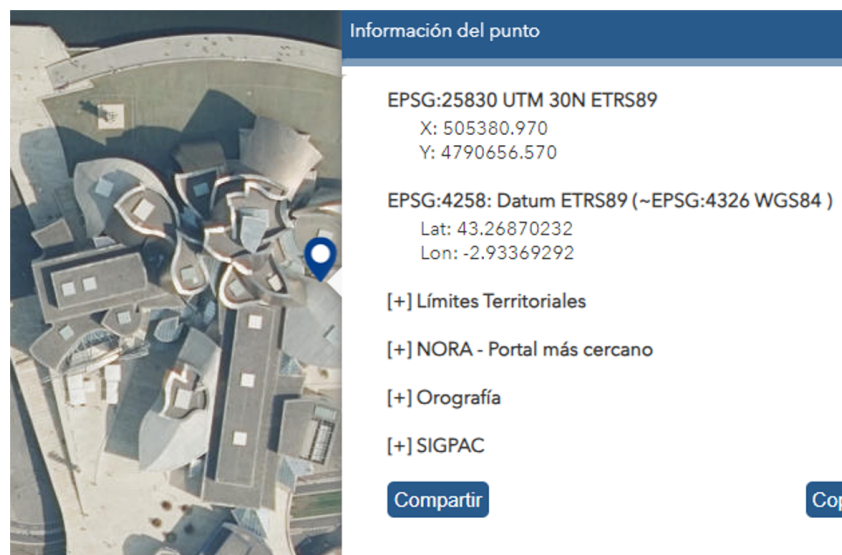 Información del punto
EPSG:25830 UTM 30N ETRS89
X: 505380.970
Y: 4790656.570
EPSG:4258: Datum ETRS89 (~EPSG:4326 WGS84 )
Lat: 43.26870232
Lon: -2.93369292
[+] Límites Territoriales
[+] NORA - Portal más cercano
[+] Orografía
[+] SIGPAC
Compartir